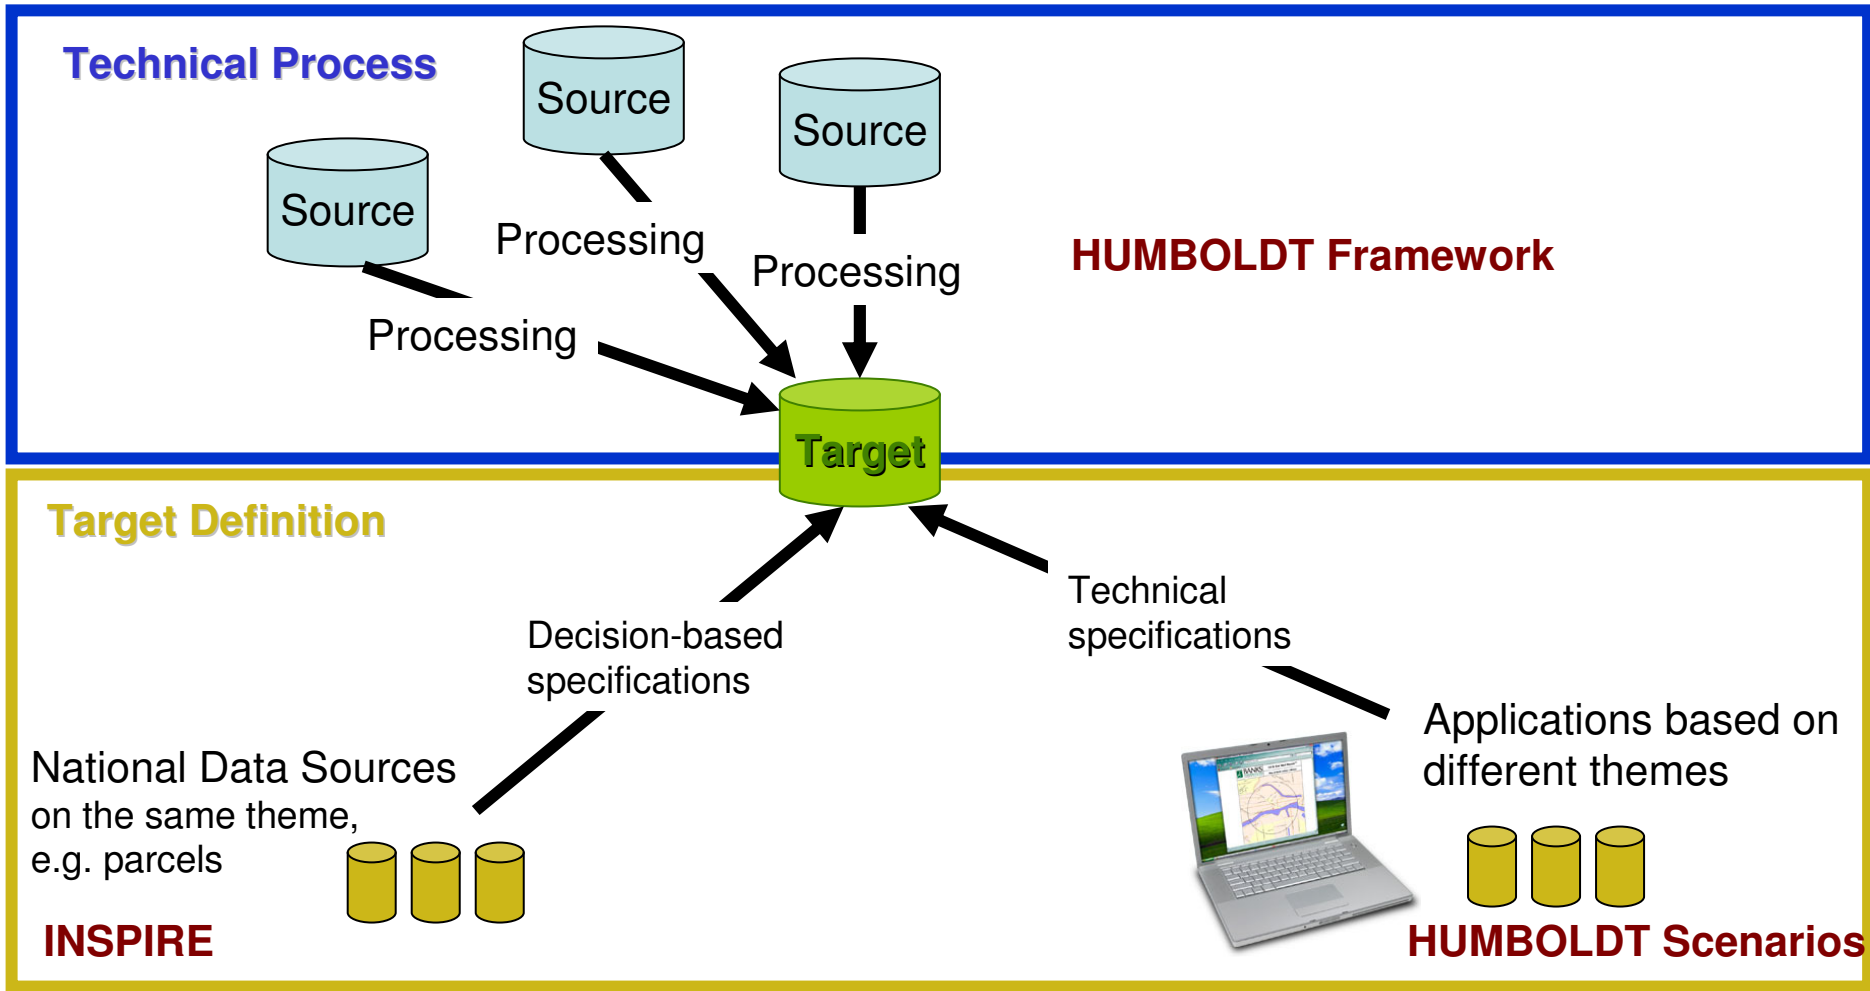 Technical Process
Source
Source
Source
Processing
Processing
Processing
HUMBOLDT Framework
Target
Target Definition
Decision-based
specifications
Technical
specifications
National Data Sources
on the same theme,
e.g. parcels
INSPIRE
Applications based on
different themes
BANKS
HUMBOLDT Scenarios